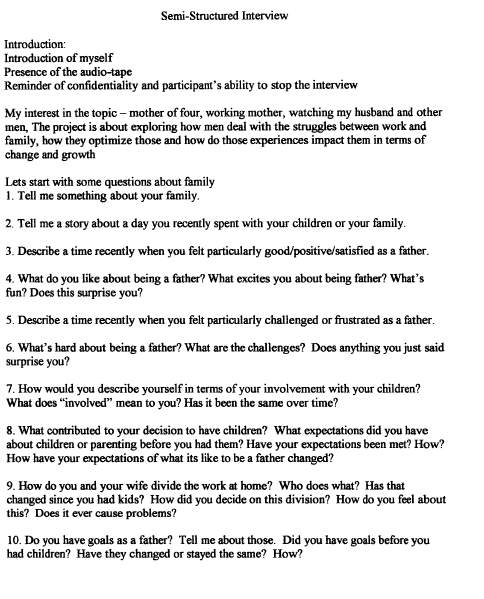 Semi-Structured Interview
Introduction:
Introduction of myself
Presence of the audio-tape
Reminder of confidentiality and participant's ability to stop the interview
My interest in the topic – mother of four, working mother, watching my husband and other
men, The project is about exploring how men deal with the struggles between work and
family, how they optimize those and how do those experiences impact them in terms of
change and growth
Lets start with some questions about family
1. Tell me something about your family.
2. Tell me a story about a day you recently spent with your children or your family.
3. Describe a time recently when you felt particularly good/positive/satisfied as a father.
4. What do you like about being a father? What excites you about being father? What's
fun? Does this surprise you?
5. Describe a time recently when you felt particularly challenged or frustrated as a father.
6. What's hard about being a father? What are the challenges? Does anything you just said
surprise you?
7. How would you describe yourself in terms of your involvement with your children?
What does "involved" mean to you? Has it been the same over time?
8. What contributed to your decision to have children? What expectations did you have
about children or parenting before you had them? Have your expectations been met? How?
How have your expectations of what its like to be a father changed?
9. How do you and your wife divide the work at home? Who does what? Has that
changed since you had kids? How did you decide on this division? How do you feel about
this? Does it ever cause problems?
10. Do you have goals as a father? Tell me about those. Did you have goals before you
had children? Have they changed or stayed the same? How?